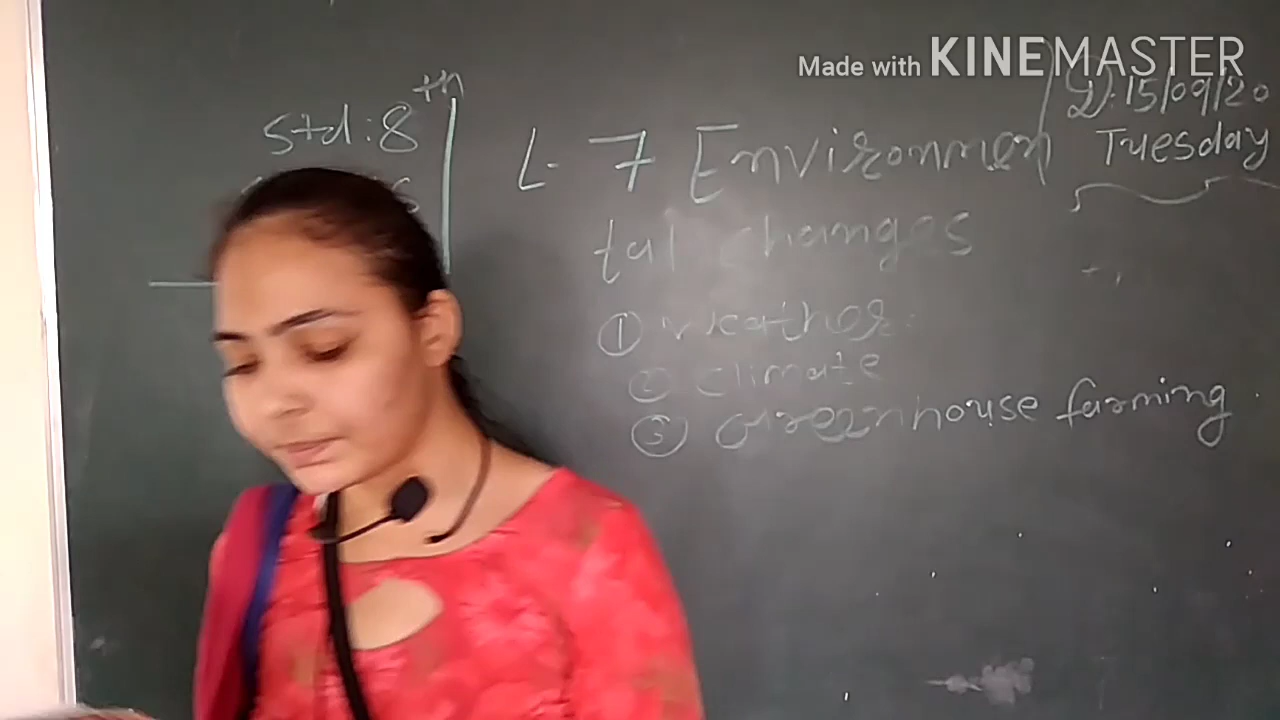 Made with KINEMASTER
D:15/09/20
Tuesday
std:8th
L-7 Environmen
tal changes
① weather
② climate
③ Greenhouse farming